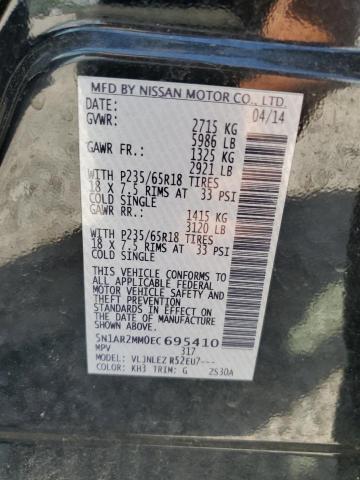 MFD BY NISSAN MOTOR CO., LTD.
DATE: 04/14
GVWR: 2715 KG
5986 LB
GAWR FR.: 1325 KG
2921 LB
WITH P235/65R18 TIRES
18 X 7.5 RIMS AT 33 PSI
COLD SINGLE
GAWR RR.: 1415 KG
3120 LB
WITH P235/65R18 TIRES
18 X 7.5 RIMS AT 33 PSI
COLD SINGLE
THIS VEHICLE CONFORMS TO
ALL APPLICABLE FEDERAL
MOTOR VEHICLE SAFETY
STANDARDS IN EFFECT ON
THE DATE OF MANUFACTURE
SHOWN ABOVE.
5N1AR2MM0EC695410
MPV 317
MODEL: VLJNLEZ R52EU7---
COLOR: KH3 TRIM: G 2S30A